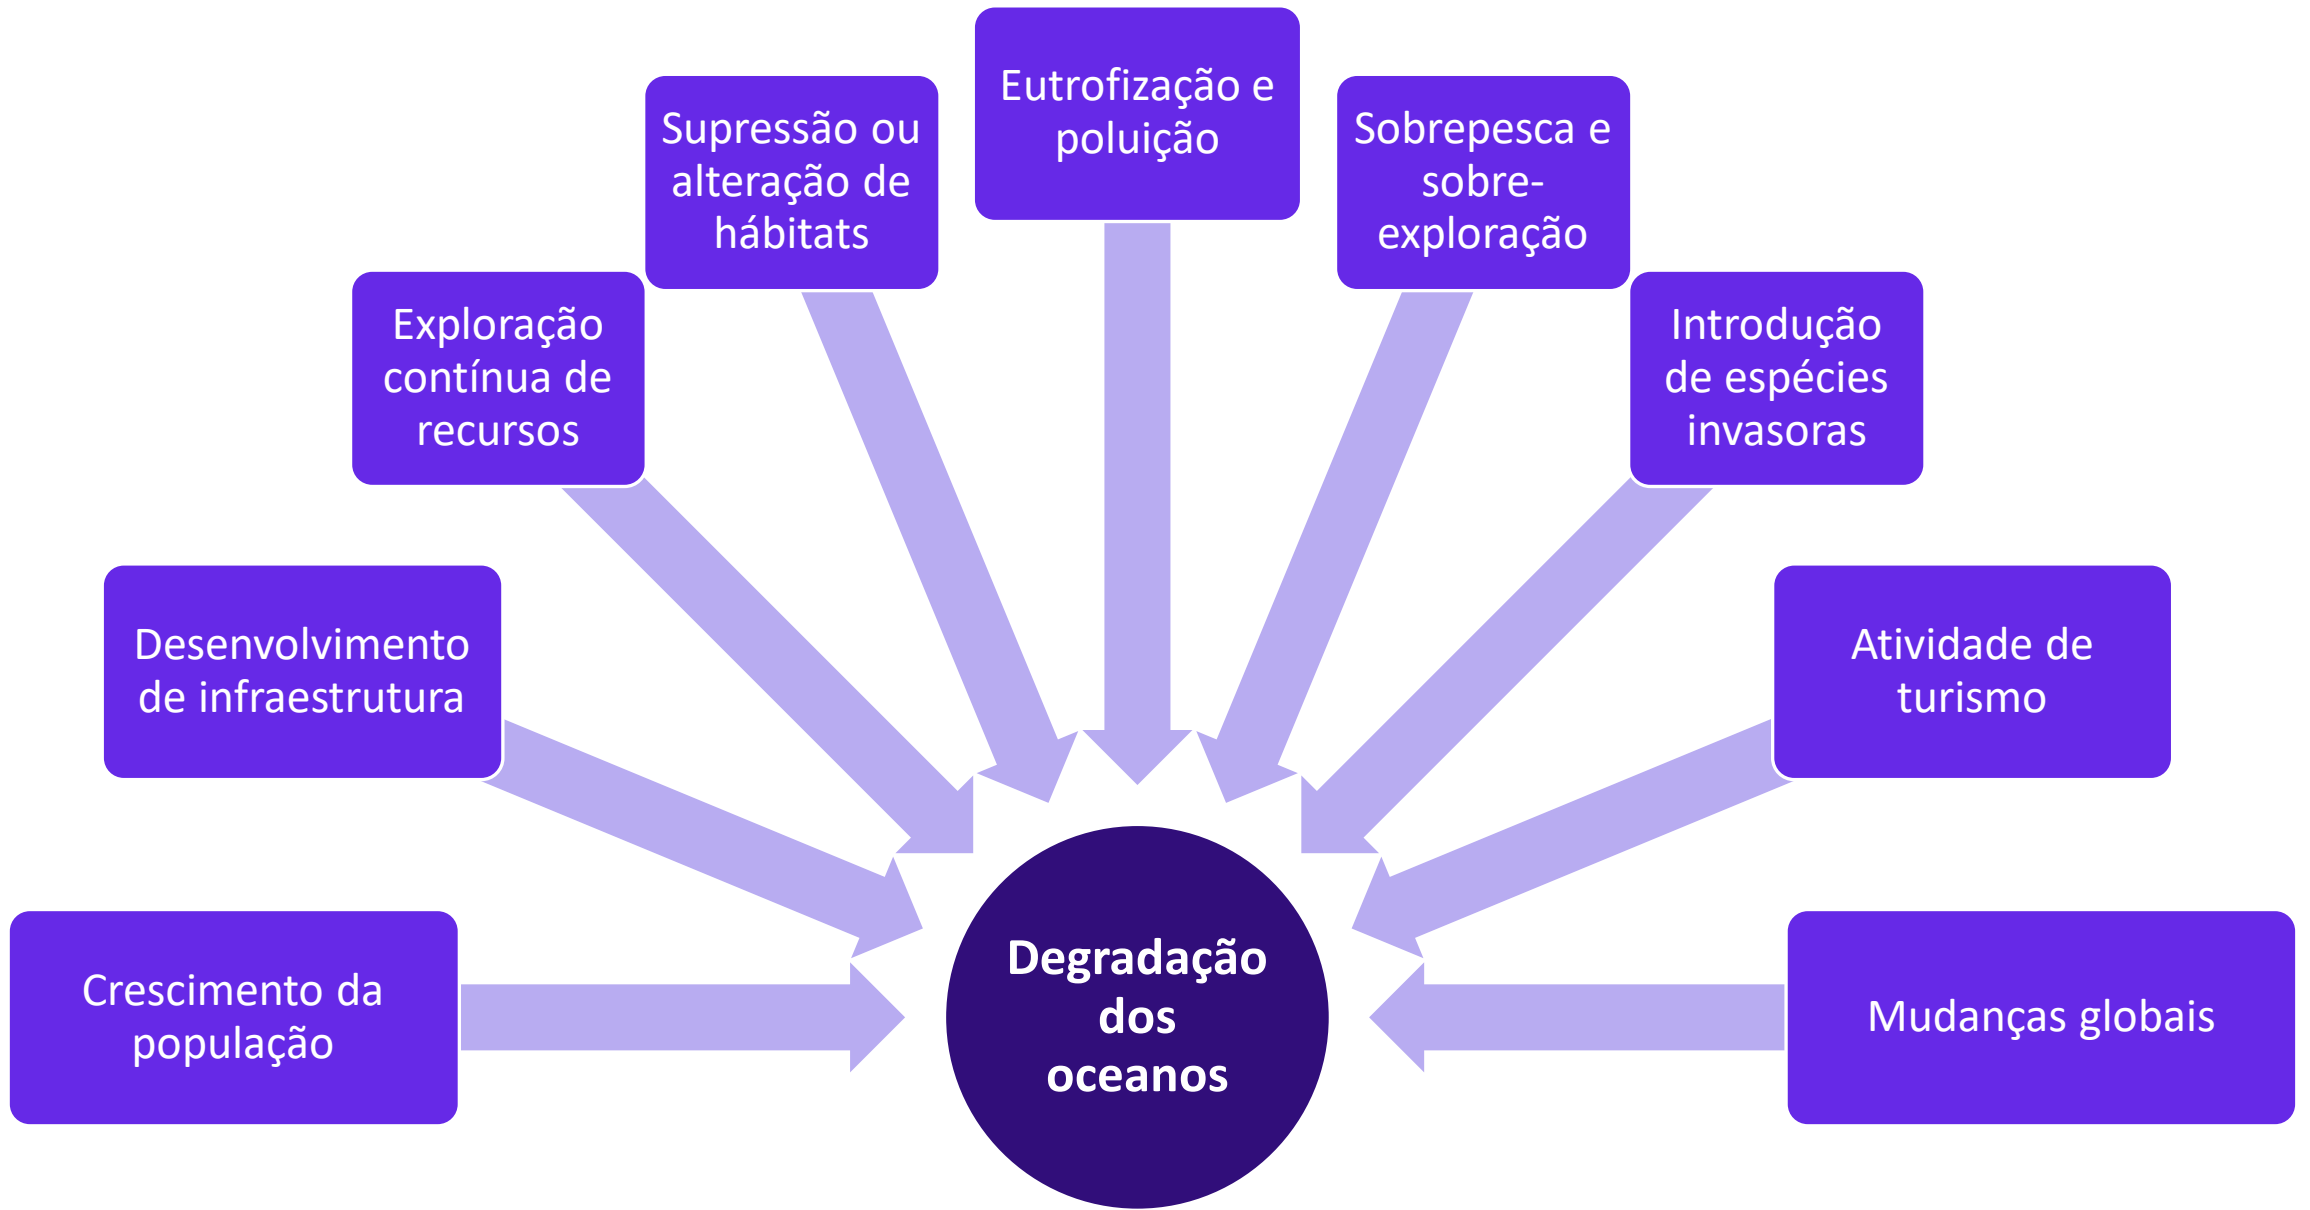 Eutrofização e
poluição
Supressão ou
alteração de
hábitats
Sobrepesca e
sobre-
exploração
Exploração
contínua de
recursos
Introdução
de espécies
invasoras
Desenvolvimento
de infraestrutura
Atividade de
turismo
Crescimento da
população
Degradação
dos
oceanos
Mudanças globais